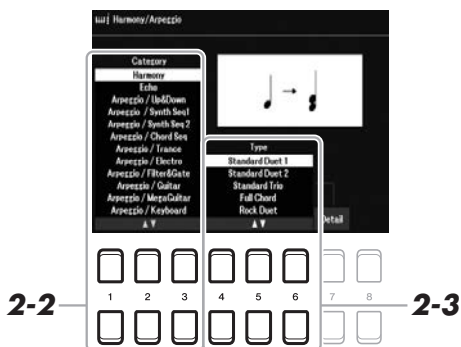 Harmony/Arpeggio
Category
Harmony
Echo
Arpeggio / Up&Down
Arpeggio / Synth Seq1
Arpeggio / Synth Seq 2
Arpeggio / Chord Seq
Arpeggio / Trance
Arpeggio / Electro
Arpeggio / Filter&Gate
Arpeggio / Guitar
Arpeggio / MegaGuitar
Arpeggio / Keyboard
Type
Standard Duet 1
Standard Duet 2
Standard Trio
Full Chord
Rock Duet
Detail
1 2 3 4 5 6 7 8
2-2
2-3